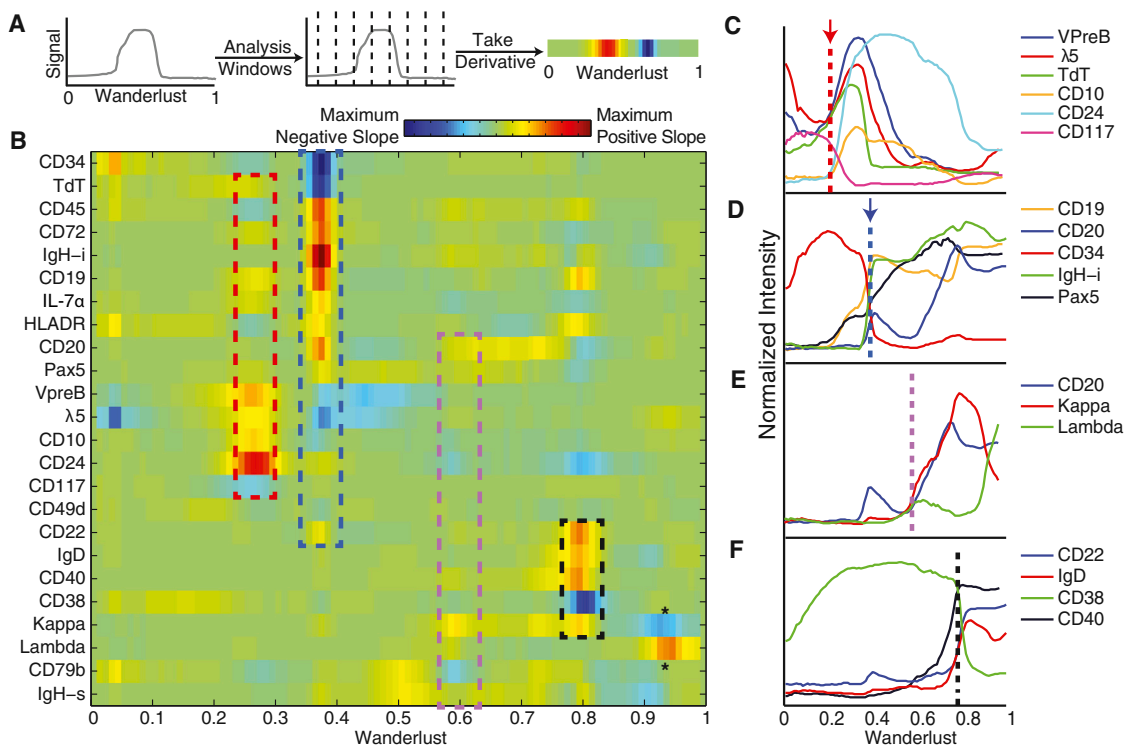 A
Signal
0 Wanderlust 1
Analysis
Windows
Take
Derivative
0 Wanderlust 1
Maximum
Negative Slope
Maximum
Positive Slope
B
CD34
TdT
CD45
CD72
IgH–i
CD19
IL-7α
HLADR
CD20
Pax5
VpreB
λ5
CD10
CD24
CD117
CD49d
CD22
IgD
CD40
CD38
Kappa
Lambda
CD79b
IgH–s
*
*
0 0.1 0.2 0.3 0.4 0.5 0.6 0.7 0.8 0.9 1
Wanderlust
Normalized Intensity
C
VPreB
λ5
TdT
CD10
CD24
CD117
D
CD19
CD20
CD34
IgH–i
Pax5
E
CD20
Kappa
Lambda
F
CD22
IgD
CD38
CD40
0 0.2 0.4 0.6 0.8 1
Wanderlust